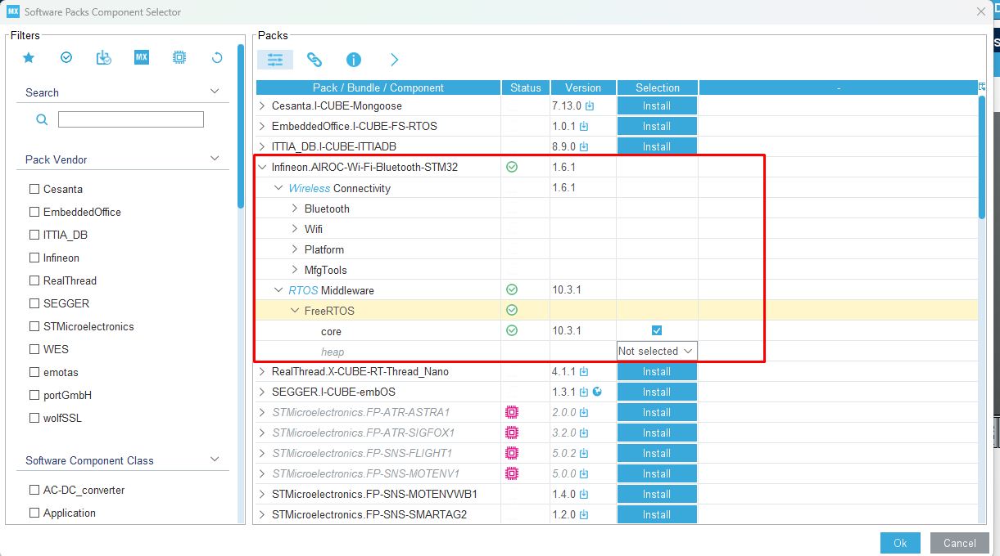 MX Software Packs Component Selector
Filters
MX
Search
Pack Vendor
Cesanta
EmbeddedOffice
ITTIA_DB
Infineon
RealThread
SEGGER
STMicroelectronics
WES
emotas
portGmbH
wolfSSL
Software Component Class
AC-DC_converter
Application
Packs
Pack / Bundle / Component Status Version Selection -
Cesanta.I-CUBE-Mongoose 7.13.0 Install
EmbeddedOffice.I-CUBE-FS-RTOS 1.0.1 Install
ITTIA_DB.I-CUBE-ITTIADB 8.9.0 Install
Infineon.AIROC-Wi-Fi-Bluetooth-STM32 1.6.1
Wireless Connectivity 1.6.1
Bluetooth
Wifi
Platform
MfgTools
RTOS Middleware 10.3.1
FreeRTOS
core 10.3.1
heap Not selected
RealThread.X-CUBE-RT-Thread_Nano 4.1.1 Install
SEGGER.I-CUBE-embOS 1.3.1 Install
STMicroelectronics.FP-ATR-ASTRA1 2.0.0 Install
STMicroelectronics.FP-ATR-SIGFOX1 3.2.0 Install
STMicroelectronics.FP-SNS-FLIGHT1 5.0.2 Install
STMicroelectronics.FP-SNS-MOTENV1 5.0.0 Install
STMicroelectronics.FP-SNS-MOTENVWB1 1.4.0 Install
STMicroelectronics.FP-SNS-SMARTAG2 1.2.0 Install
Ok Cancel